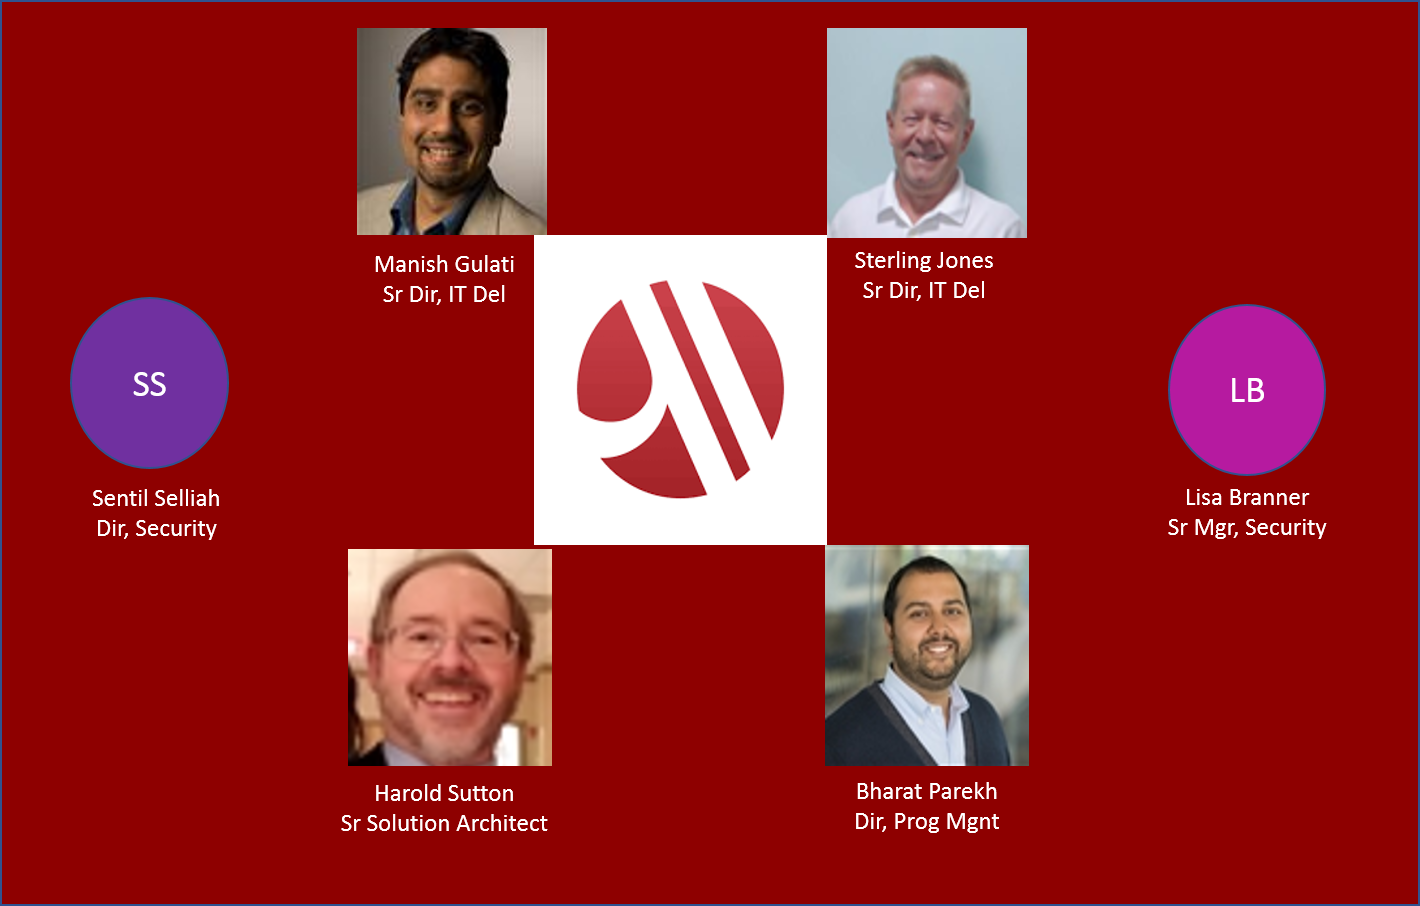 Manish Gulati
Sr Dir, IT Del
Sterling Jones
Sr Dir, IT Del
SS
Sentil Selliah
Dir, Security
LB
Lisa Branner
Sr Mgr, Security
Harold Sutton
Sr Solution Architect
Bharat Parekh
Dir, Prog Mgnt